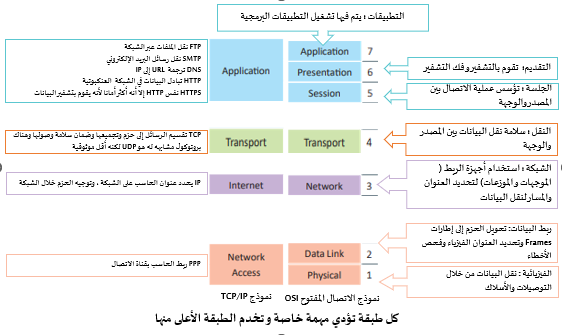 التطبيقات : يتم فيها تشغيل التطبيقات البرمجية
FTP نقل الملفات عبر الشبكة
SMTP نقل رسائل البريد الإلكتروني
DNS ترجمة URL إلى IP
HTTP تبادل البيانات في الشبكة العنكبوتية
HTTPS نفس HTTP إلا أنه أكثر أمانا لأنه يقوم بتشفير البيانات
Application
Application 7
Presentation 6
Session 5
التقديم: تقوم بالتشفير وفك التشفير
الجلسة : تؤسس عملية الاتصال بين
المصدر والوجهة
TCP تقسيم الرسائل إلى حزم وتجميعها وضمان سلامة وصولها وهناك
بروتوكول مشابهه له هو UDP لكنه أقل موثوقية
Transport
Transport 4
النقل : سلامة نقل البيانات بين المصدر
والوجهة
IP يحدد عنوان الحاسب على الشبكة ، وتوجيه الحزم خلال الشبكة
Internet
Network 3
الشبكة : استخدام أجهزة الربط (
الموجهات والموزعات) لتحديد العنوان
والمسار لنقل البيانات
PPP ربط الحاسب بقناة الاتصال
Network
Access
Data Link 2
Physical 1
ربط البيانات: تحويل الحزم إلى إطارات
Frames وتحديد العنوان الفيزياء وفحص
الأخطاء
الفيزيائية : نقل البيانات من خلال
التوصيلات والأسلاك
نموذج TCP/IP
نموذج الاتصال المفتوح OSI
كل طبقة تؤدي مهمة خاصة و تخدم الطبقة الأعلى منها